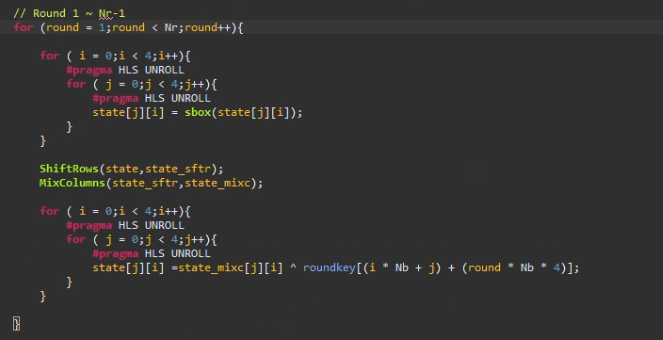 // Round 1 ~ Nr-1
for (round = 1;round < Nr;round++){
for ( i = 0;i < 4;i++){
#pragma HLS UNROLL
for ( j = 0;j < 4;j++){
#pragma HLS UNROLL
state[j][i] = sbox(state[j][i]);
}
}
ShiftRows(state,state_sftr);
MixColumns(state_sftr,state_mixc);
for ( i = 0;i < 4;i++){
#pragma HLS UNROLL
for ( j = 0;j < 4;j++){
#pragma HLS UNROLL
state[j][i] =state_mixc[j][i] ^ roundkey[(i * Nb + j) + (round * Nb * 4)];
}
}
}